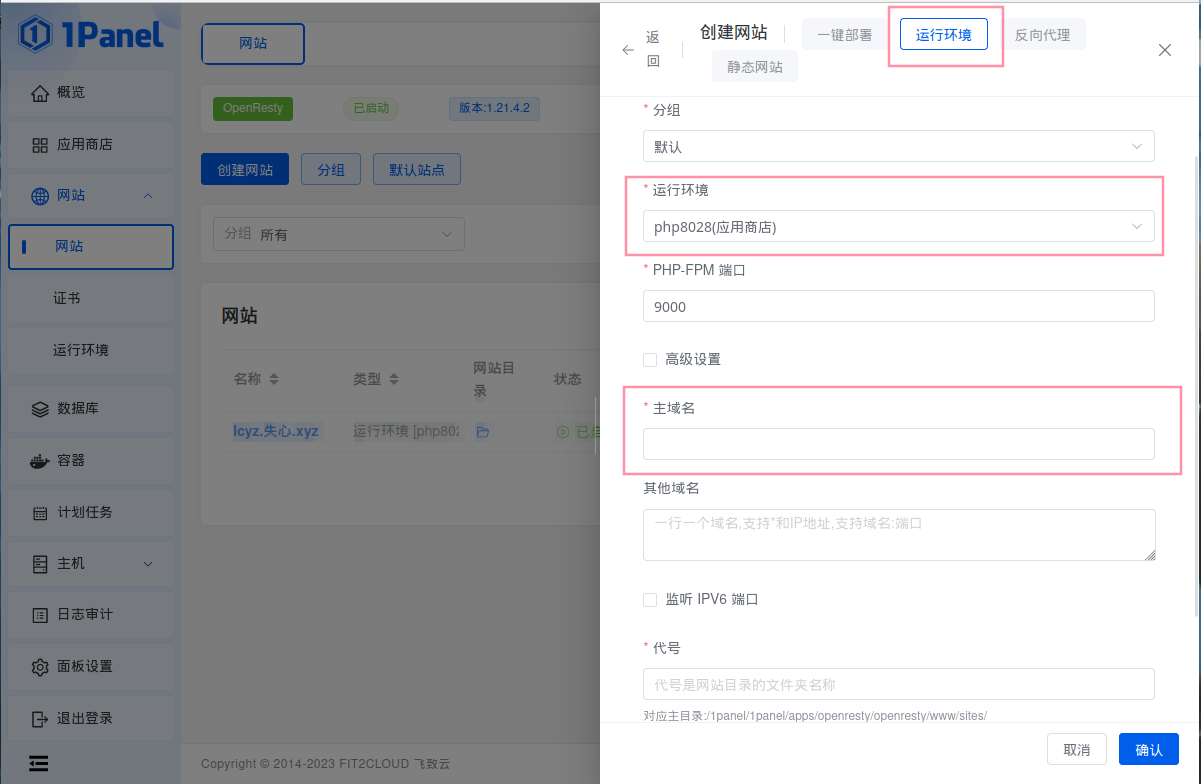 1Panel
概览
应用商店
网站
网站
证书
运行环境
数据库
容器
计划任务
主机
日志审计
面板设置
退出登录
网站
OpenResty
已启动
版本:1.21.4.2
创建网站
分组
默认站点
分组 所有
网站
名称
类型
网站目
录
状态
lcyz.失心.xyz
运行环境 [php802
已启
Copyright © 2014-2023 FIT2CLOUD 飞致云
返
回
创建网站
一键部署
运行环境
反向代理
静态网站
* 分组
默认
* 运行环境
php8028(应用商店)
* PHP-FPM 端口
9000
高级设置
* 主域名
其他域名
一行一个域名,支持*和IP地址,支持域名:端口
监听 IPV6 端口
* 代号
代号是网站目录的文件夹名称
对应主目录:/1panel/1panel/apps/openresty/openresty/www/sites/
取消
确认